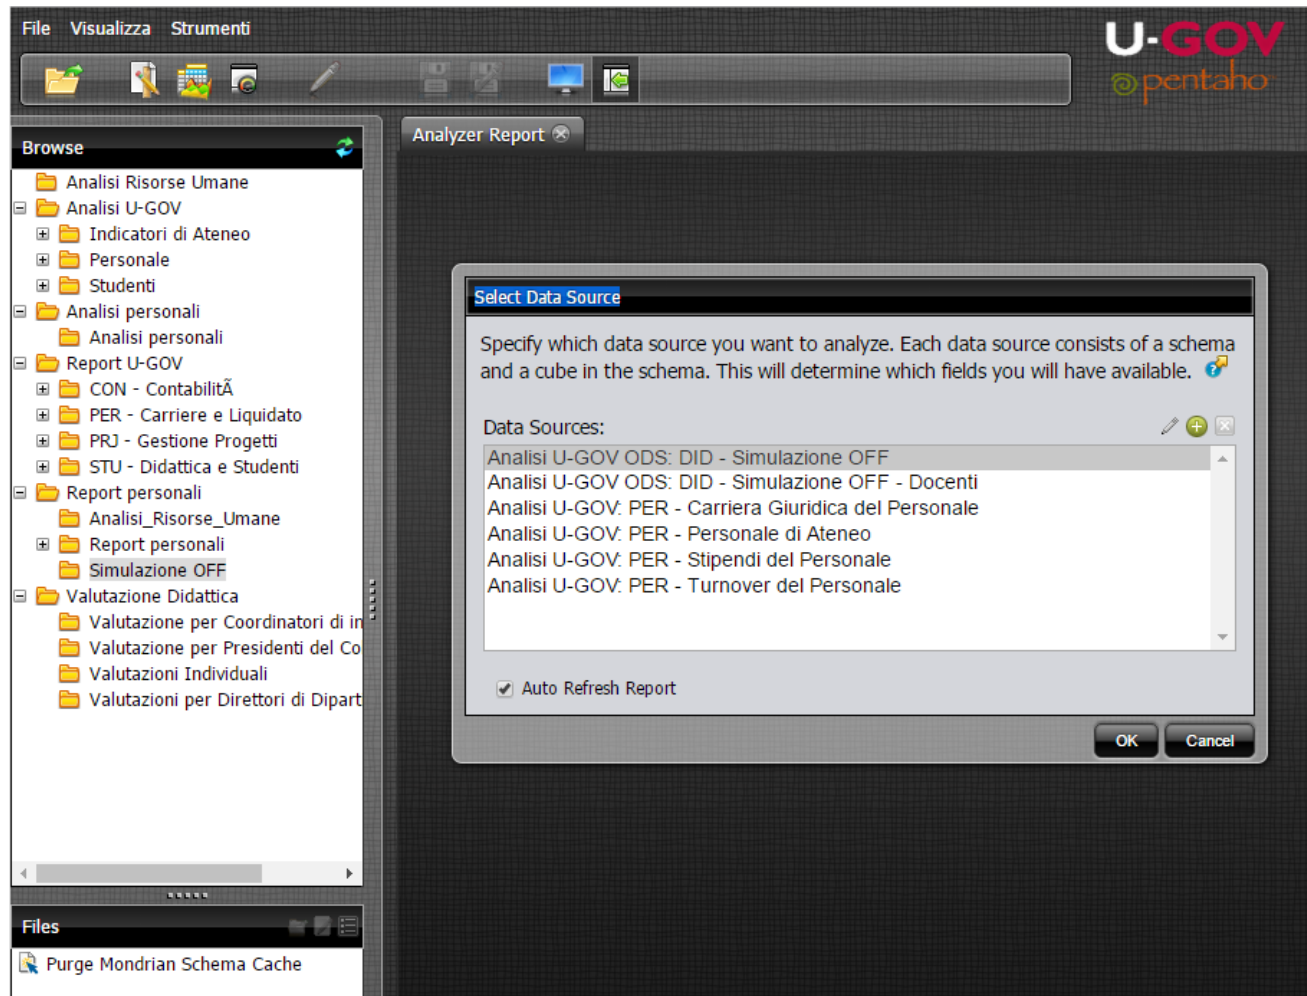 File Visualizza Strumenti
U-GOV
pentaho
Browse
Analyzer Report
Analisi Risorse Umane
Analisi U-GOV
Indicatori di Ateneo
Personale
Studenti
Analisi personali
Analisi personali
Report U-GOV
CON - ContabilitÃ
PER - Carriere e Liquidato
PRJ - Gestione Progetti
STU - Didattica e Studenti
Report personali
Analisi_Risorse_Umane
Report personali
Simulazione OFF
Valutazione Didattica
Valutazione per Coordinatori di in
Valutazione per Presidenti del Co
Valutazioni Individuali
Valutazioni per Direttori di Dipart
Files
Purge Mondrian Schema Cache
Select Data Source
Specify which data source you want to analyze. Each data source consists of a schema
and a cube in the schema. This will determine which fields you will have available.
Data Sources:
Analisi U-GOV ODS: DID - Simulazione OFF
Analisi U-GOV ODS: DID - Simulazione OFF - Docenti
Analisi U-GOV: PER - Carriera Giuridica del Personale
Analisi U-GOV: PER - Personale di Ateneo
Analisi U-GOV: PER - Stipendi del Personale
Analisi U-GOV: PER - Turnover del Personale
Auto Refresh Report
OK Cancel